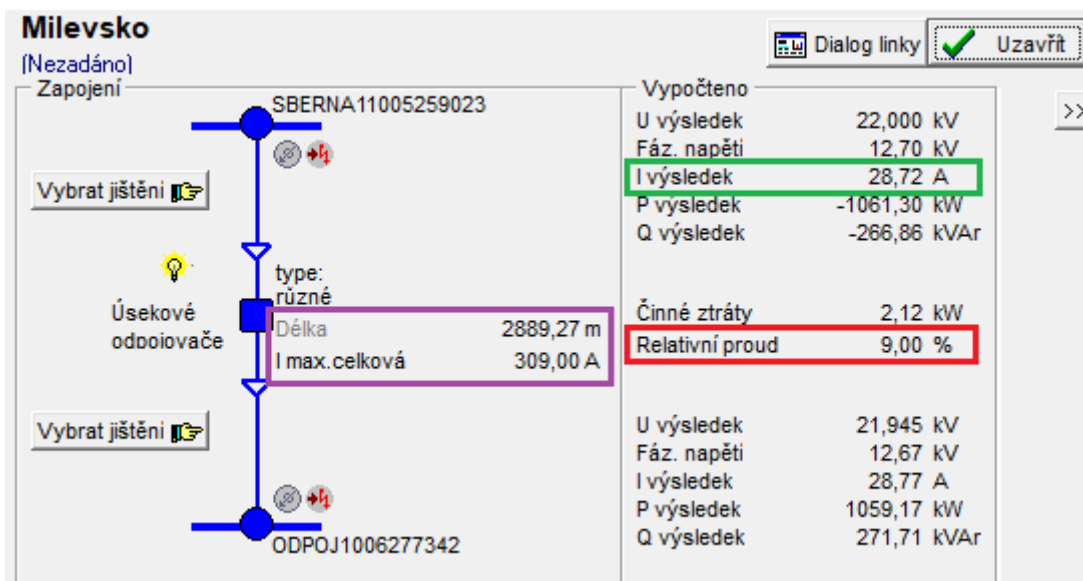 Milevsko
(Nezadáno)
Dialog linky
Uzavřít
Zapojení
SBERNA11005259023
Vybrat jištění
type:
různé
Úsekové
odpojovače
Délka 2889,27 m
I max.celková 309,00 A
Vybrat jištění
ODPOJ1006277342
Vypočteno
U výsledek 22,000 kV
Fáz. napěti 12,70 kV
I výsledek 28,72 A
P výsledek -1061,30 kW
Q výsledek -266,86 kVAr
Činné ztráty 2,12 kW
Relativní proud 9,00 %
U výsledek 21,945 kV
Fáz. napěti 12,67 kV
I výsledek 28,77 A
P výsledek 1059,17 kW
Q výsledek 271,71 kVAr
>>